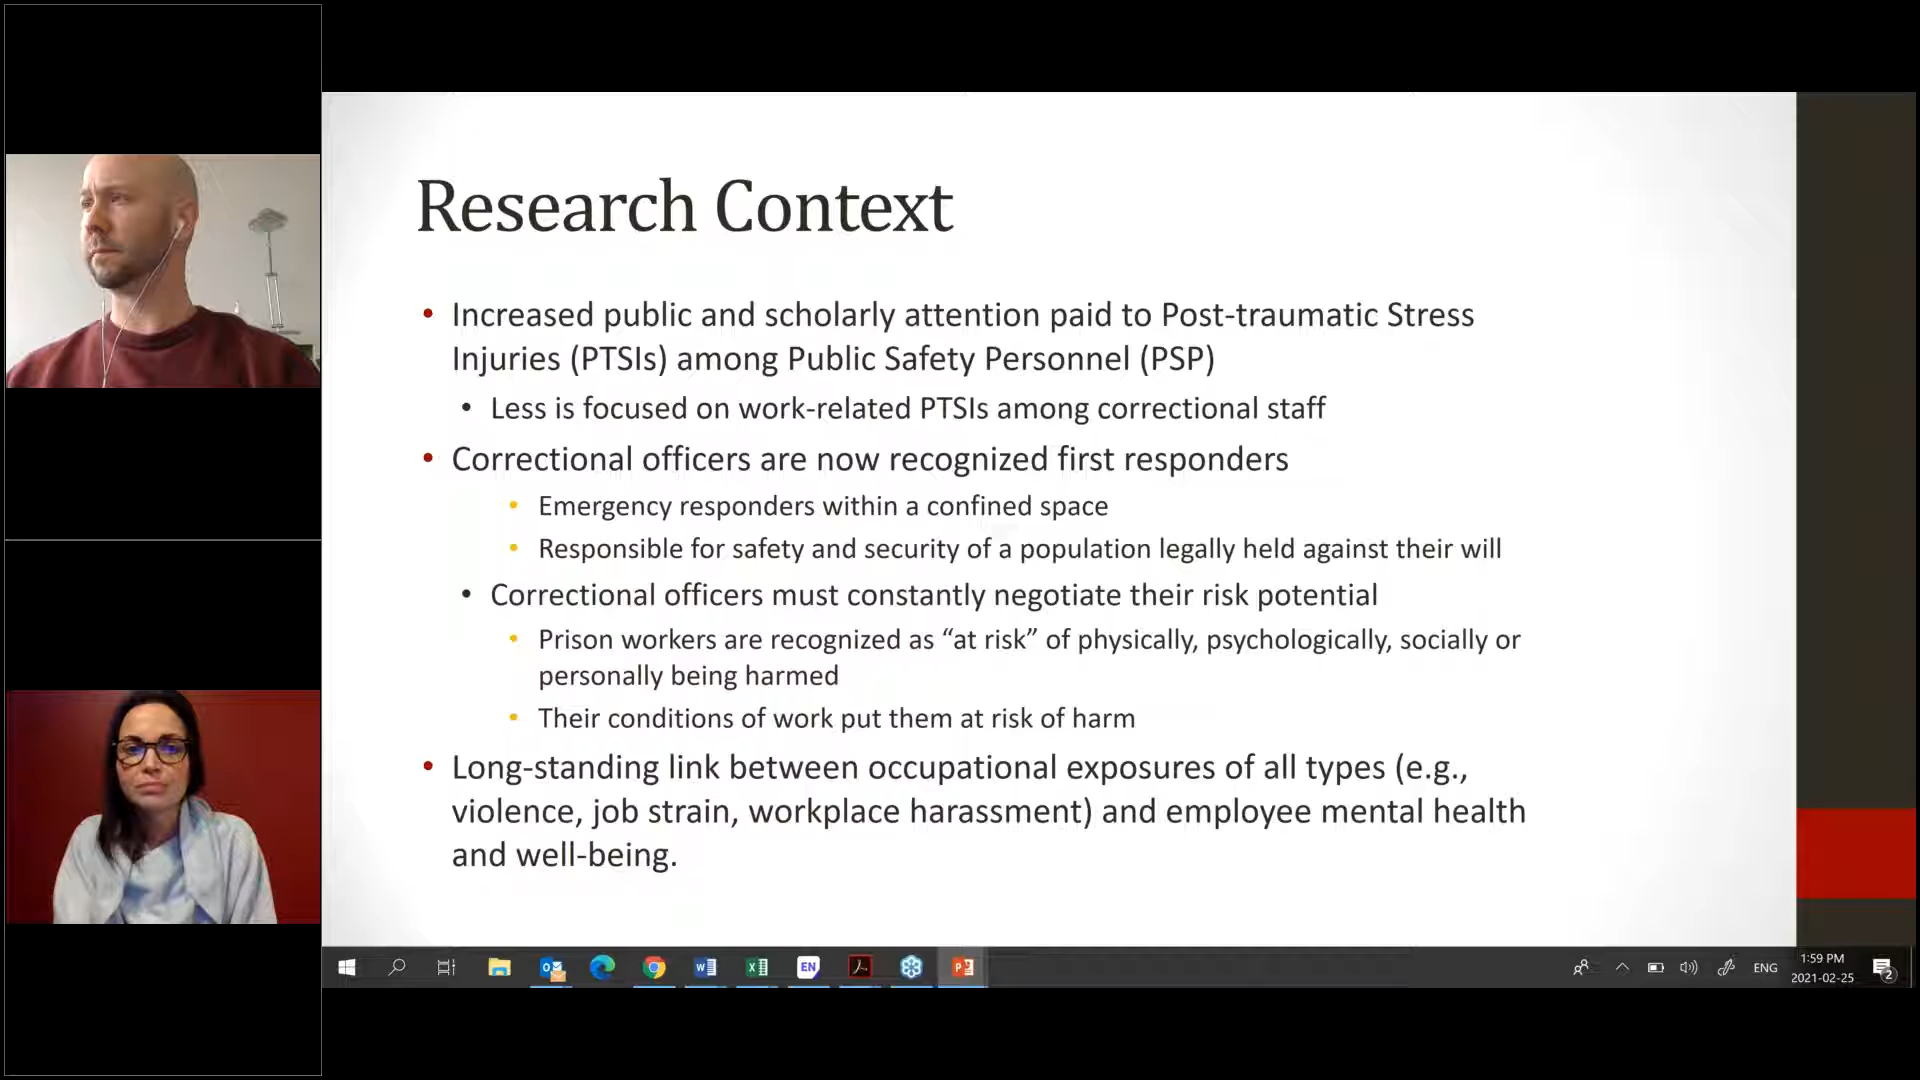 Research Context
• Increased public and scholarly attention paid to Post-traumatic Stress
Injuries (PTSIs) among Public Safety Personnel (PSP)
• Less is focused on work-related PTSIs among correctional staff
• Correctional officers are now recognized first responders
• Emergency responders within a confined space
• Responsible for safety and security of a population legally held against their will
• Correctional officers must constantly negotiate their risk potential
• Prison workers are recognized as “at risk” of physically, psychologically, socially or
personally being harmed
• Their conditions of work put them at risk of harm
• Long-standing link between occupational exposures of all types (e.g.,
violence, job strain, workplace harassment) and employee mental health
and well-being.
EN
ENG
1:59 PM
2021-02-25
2